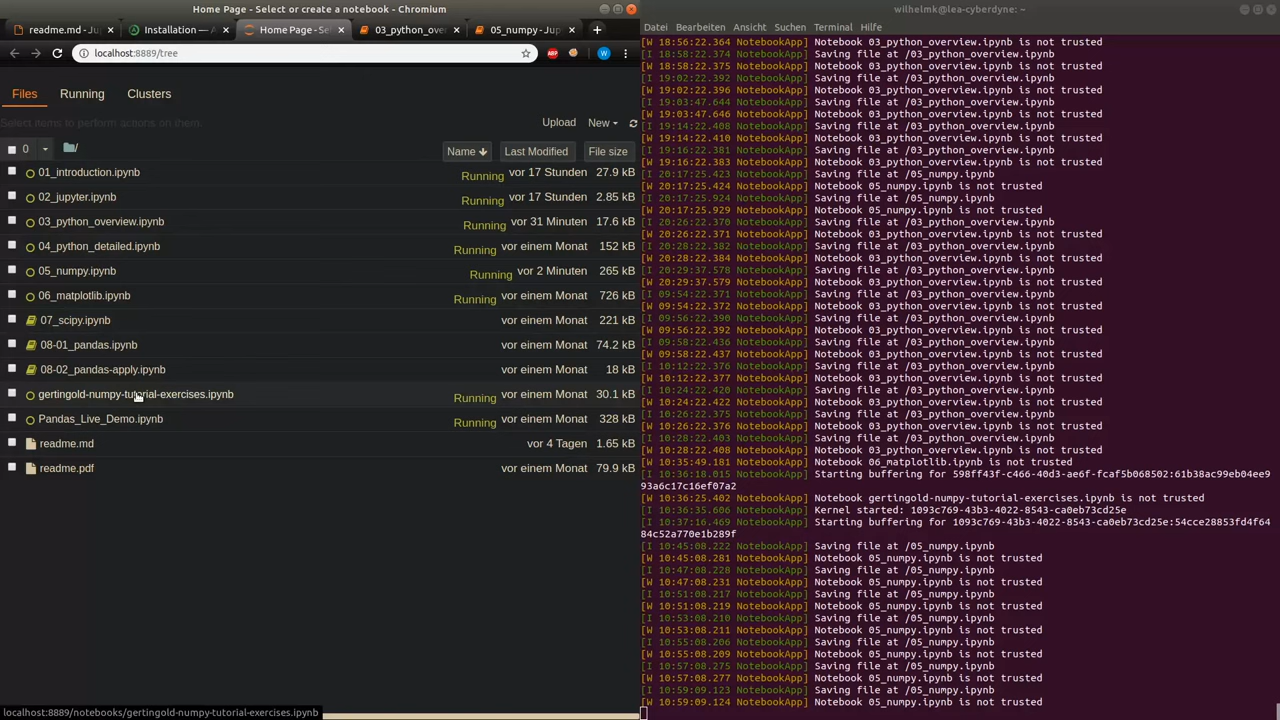 Home Page - Select or create a notebook - Chromium
readme.md - Ju
Installation — A
Home Page - Sel
03_python_over
05_numpy - Jup
localhost:8889/tree
Files
Running
Clusters
Select items to perform actions on them.
Upload
New
0
/
Name
Last Modified
File size
01_introduction.ipynb
Running vor 17 Stunden 27.9 kB
02_jupyter.ipynb
Running vor 17 Stunden 2.85 kB
03_python_overview.ipynb
Running vor 31 Minuten 17.6 kB
04_python_detailed.ipynb
Running vor einem Monat 152 kB
05_numpy.ipynb
Running vor 2 Minuten 265 kB
06_matplotlib.ipynb
Running vor einem Monat 726 kB
07_scipy.ipynb
vor einem Monat 221 kB
08-01_pandas.ipynb
vor einem Monat 74.2 kB
08-02_pandas-apply.ipynb
vor einem Monat 18 kB
gertingold-numpy-tutorial-exercises.ipynb
Running vor einem Monat 30.1 kB
Pandas_Live_Demo.ipynb
Running vor einem Monat 328 kB
readme.md
vor 4 Tagen 1.65 kB
readme.pdf
vor einem Monat 79.9 kB
localhost:8889/notebooks/gertingold-numpy-tutorial-exercises.ipynb
wilhelmk@lea-cyberdyne: ~
Datei Bearbeiten Ansicht Suchen Terminal Hilfe
[W 18:56:22.364 NotebookApp] Notebook 03_python_overview.ipynb is not trusted
[I 18:58:22.374 NotebookApp] Saving file at /03_python_overview.ipynb
[W 18:58:22.375 NotebookApp] Notebook 03_python_overview.ipynb is not trusted
[I 19:02:22.392 NotebookApp] Saving file at /03_python_overview.ipynb
[W 19:02:22.396 NotebookApp] Notebook 03_python_overview.ipynb is not trusted
[I 19:03:47.644 NotebookApp] Saving file at /03_python_overview.ipynb
[W 19:03:47.646 NotebookApp] Notebook 03_python_overview.ipynb is not trusted
[I 19:14:22.408 NotebookApp] Saving file at /03_python_overview.ipynb
[W 19:14:22.410 NotebookApp] Notebook 03_python_overview.ipynb is not trusted
[I 19:16:22.381 NotebookApp] Saving file at /03_python_overview.ipynb
[W 19:16:22.383 NotebookApp] Notebook 03_python_overview.ipynb is not trusted
[I 20:17:25.423 NotebookApp] Saving file at /05_numpy.ipynb
[W 20:17:25.424 NotebookApp] Notebook 05_numpy.ipynb is not trusted
[I 20:17:25.924 NotebookApp] Saving file at /05_numpy.ipynb
[W 20:17:25.925 NotebookApp] Notebook 05_numpy.ipynb is not trusted
[I 20:26:22.370 NotebookApp] Saving file at /03_python_overview.ipynb
[W 20:26:22.371 NotebookApp] Notebook 03_python_overview.ipynb is not trusted
[I 20:28:22.382 NotebookApp] Saving file at /03_python_overview.ipynb
[W 20:28:22.384 NotebookApp] Notebook 03_python_overview.ipynb is not trusted
[I 20:29:37.578 NotebookApp] Saving file at /03_python_overview.ipynb
[W 20:29:37.579 NotebookApp] Notebook 03_python_overview.ipynb is not trusted
[I 09:54:22.371 NotebookApp] Saving file at /03_python_overview.ipynb
[W 09:54:22.372 NotebookApp] Notebook 03_python_overview.ipynb is not trusted
[I 09:56:22.390 NotebookApp] Saving file at /03_python_overview.ipynb
[W 09:56:22.392 NotebookApp] Notebook 03_python_overview.ipynb is not trusted
[I 09:58:22.436 NotebookApp] Saving file at /03_python_overview.ipynb
[W 09:58:22.437 NotebookApp] Notebook 03_python_overview.ipynb is not trusted
[I 10:12:22.376 NotebookApp] Saving file at /03_python_overview.ipynb
[W 10:12:22.377 NotebookApp] Notebook 03_python_overview.ipynb is not trusted
[I 10:24:22.420 NotebookApp] Saving file at /03_python_overview.ipynb
[W 10:24:22.422 NotebookApp] Notebook 03_python_overview.ipynb is not trusted
[I 10:26:22.375 NotebookApp] Saving file at /03_python_overview.ipynb
[W 10:26:22.376 NotebookApp] Notebook 03_python_overview.ipynb is not trusted
[I 10:28:22.403 NotebookApp] Saving file at /03_python_overview.ipynb
[W 10:28:22.408 NotebookApp] Notebook 03_python_overview.ipynb is not trusted
[W 10:35:49.181 NotebookApp] Notebook 06_matplotlib.ipynb is not trusted
[I 10:36:18.015 NotebookApp] Starting buffering for 598ff43f-c466-40d3-ae6f-fcaf5b068502:61b38ac99eb04ee9
93a6c17c16ef07a2
[W 10:36:25.402 NotebookApp] Notebook gertingold-numpy-tutorial-exercises.ipynb is not trusted
[I 10:36:35.606 NotebookApp] Kernel started: 1093c769-43b3-4022-8543-ca0eb73cd25e
[I 10:37:16.469 NotebookApp] Starting buffering for 1093c769-43b3-4022-8543-ca0eb73cd25e:54cce28853fd4f64
84c52a770e1b289f
[I 10:45:08.222 NotebookApp] Saving file at /05_numpy.ipynb
[W 10:45:08.281 NotebookApp] Notebook 05_numpy.ipynb is not trusted
[I 10:47:08.228 NotebookApp] Saving file at /05_numpy.ipynb
[W 10:47:08.231 NotebookApp] Notebook 05_numpy.ipynb is not trusted
[I 10:51:08.217 NotebookApp] Saving file at /05_numpy.ipynb
[W 10:51:08.219 NotebookApp] Notebook 05_numpy.ipynb is not trusted
[I 10:53:08.210 NotebookApp] Saving file at /05_numpy.ipynb
[W 10:53:08.211 NotebookApp] Notebook 05_numpy.ipynb is not trusted
[I 10:55:08.206 NotebookApp] Saving file at /05_numpy.ipynb
[W 10:55:08.209 NotebookApp] Notebook 05_numpy.ipynb is not trusted
[I 10:57:08.275 NotebookApp] Saving file at /05_numpy.ipynb
[W 10:57:08.277 NotebookApp] Notebook 05_numpy.ipynb is not trusted
[I 10:59:09.123 NotebookApp] Saving file at /05_numpy.ipynb
[W 10:59:09.124 NotebookApp] Notebook 05_numpy.ipynb is not trusted